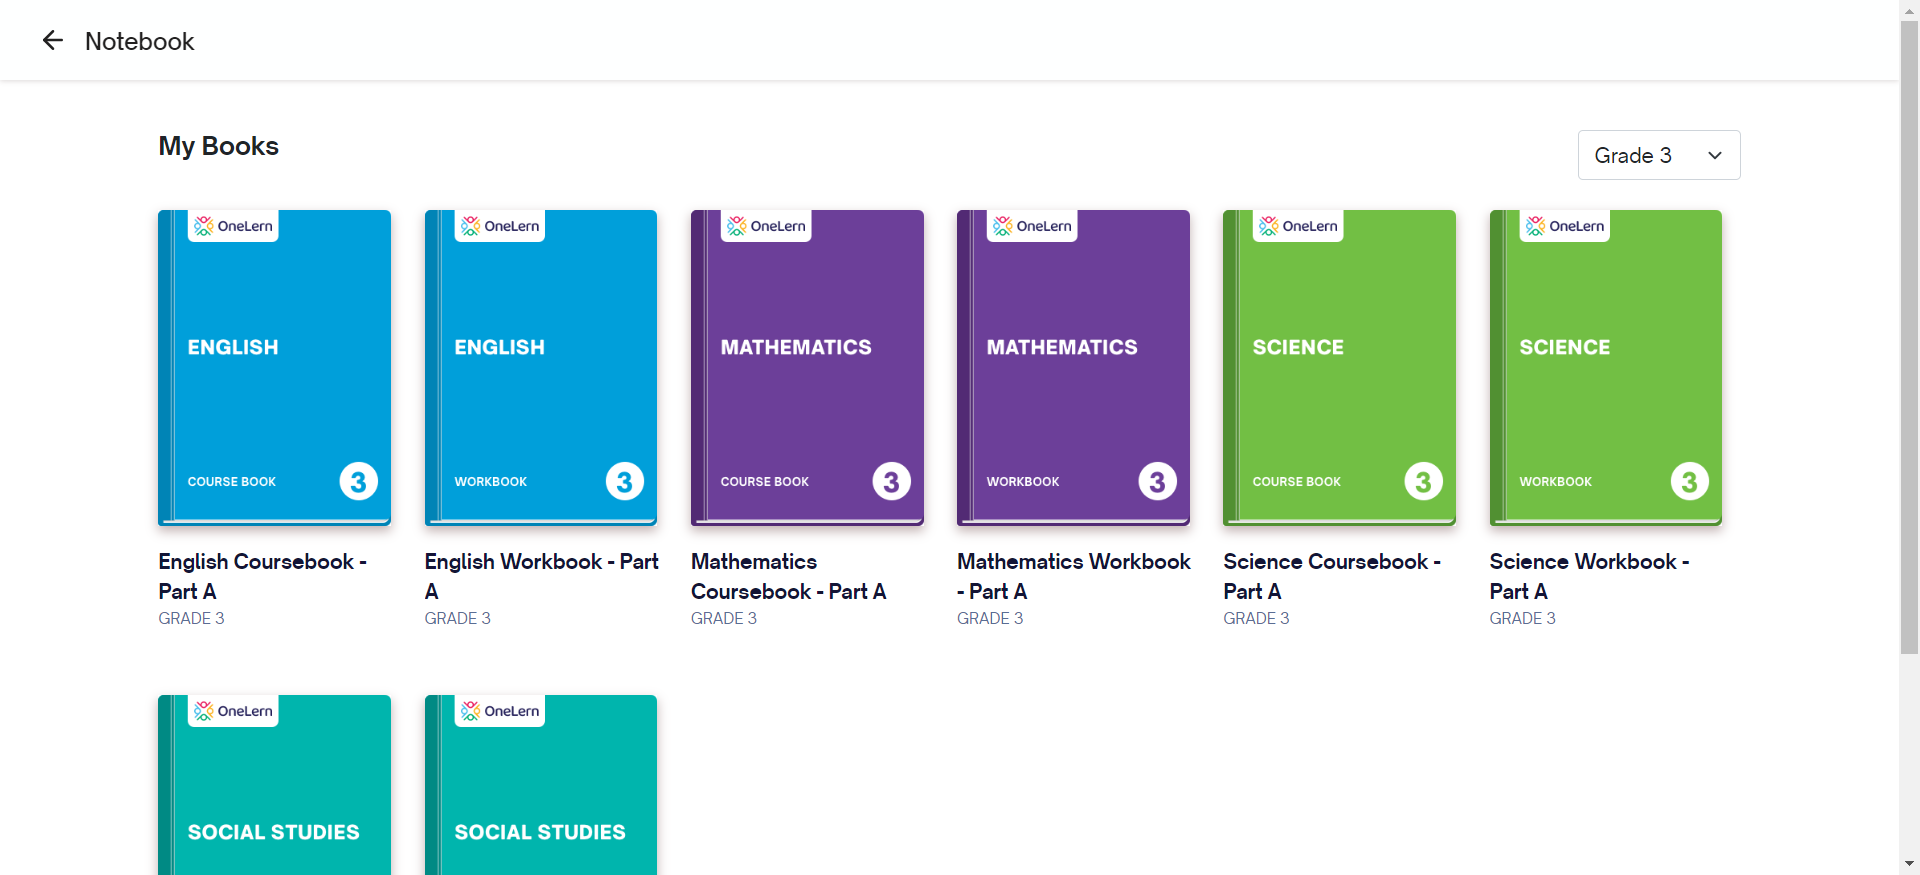 Notebook
My Books
Grade 3
OneLern
ENGLISH
COURSE BOOK
3
English Coursebook -
Part A
GRADE 3
OneLern
ENGLISH
WORKBOOK
3
English Workbook - Part
A
GRADE 3
OneLern
MATHEMATICS
COURSE BOOK
3
Mathematics
Coursebook - Part A
GRADE 3
OneLern
MATHEMATICS
WORKBOOK
3
Mathematics Workbook
- Part A
GRADE 3
OneLern
SCIENCE
COURSE BOOK
3
Science Coursebook -
Part A
GRADE 3
OneLern
SCIENCE
WORKBOOK
3
Science Workbook -
Part A
GRADE 3
OneLern
SOCIAL STUDIES
OneLern
SOCIAL STUDIES